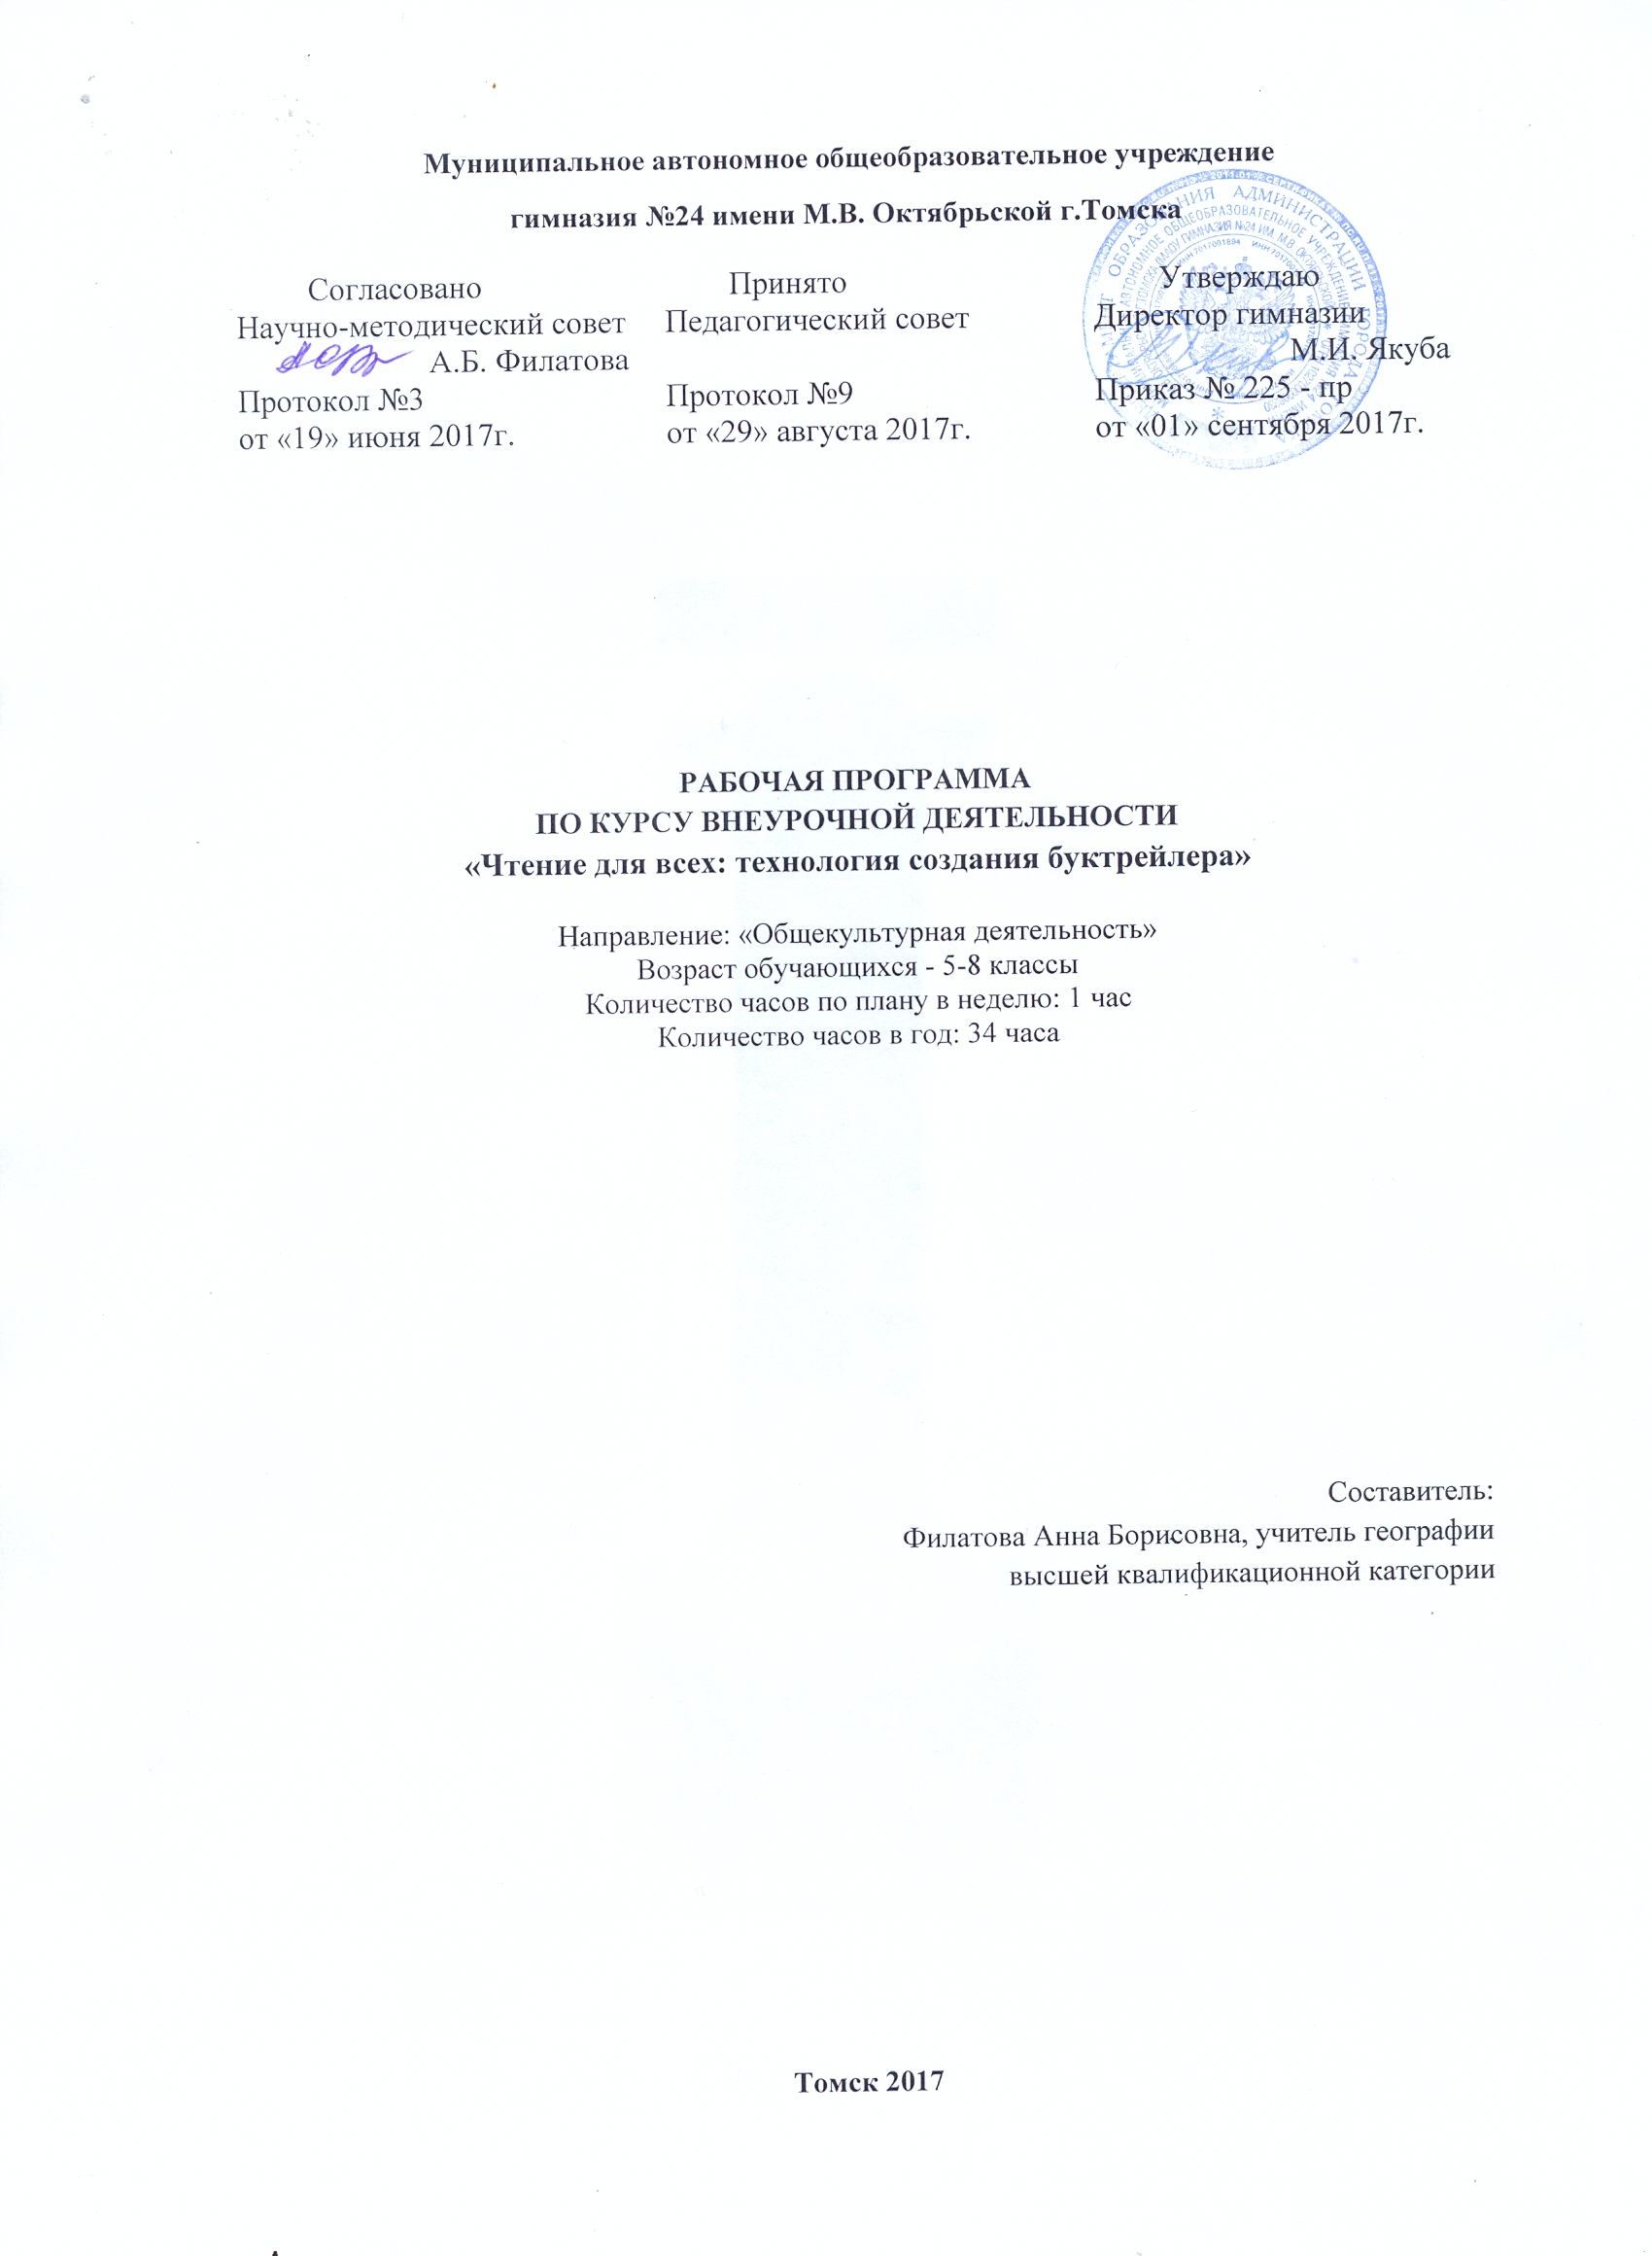 Муниципальное автономное общеобразовательное учреждение
гимназия №24 имени М.В. Октябрьской г.Томска
Согласовано
Научно-методический совет
А.Б. Филатова
Протокол №3
от «19» июня 2017г.
Принято
Педагогический совет
Протокол №9
от «29» августа 2017г.
Утверждаю
Директор гимназии
М.И. Якуба
Приказ № 225 - пр
от «01» сентября 2017г.
РАБОЧАЯ ПРОГРАММА
ПО КУРСУ ВНЕУРОЧНОЙ ДЕЯТЕЛЬНОСТИ
«Чтение для всех: технология создания буктрейлера»
Направление: «Общекультурная деятельность»
Возраст обучающихся - 5-8 классы
Количество часов по плану в неделю: 1 час
Количество часов в год: 34 часа
Составитель:
Филатова Анна Борисовна, учитель географии
высшей квалификационной категории
Томск 2017